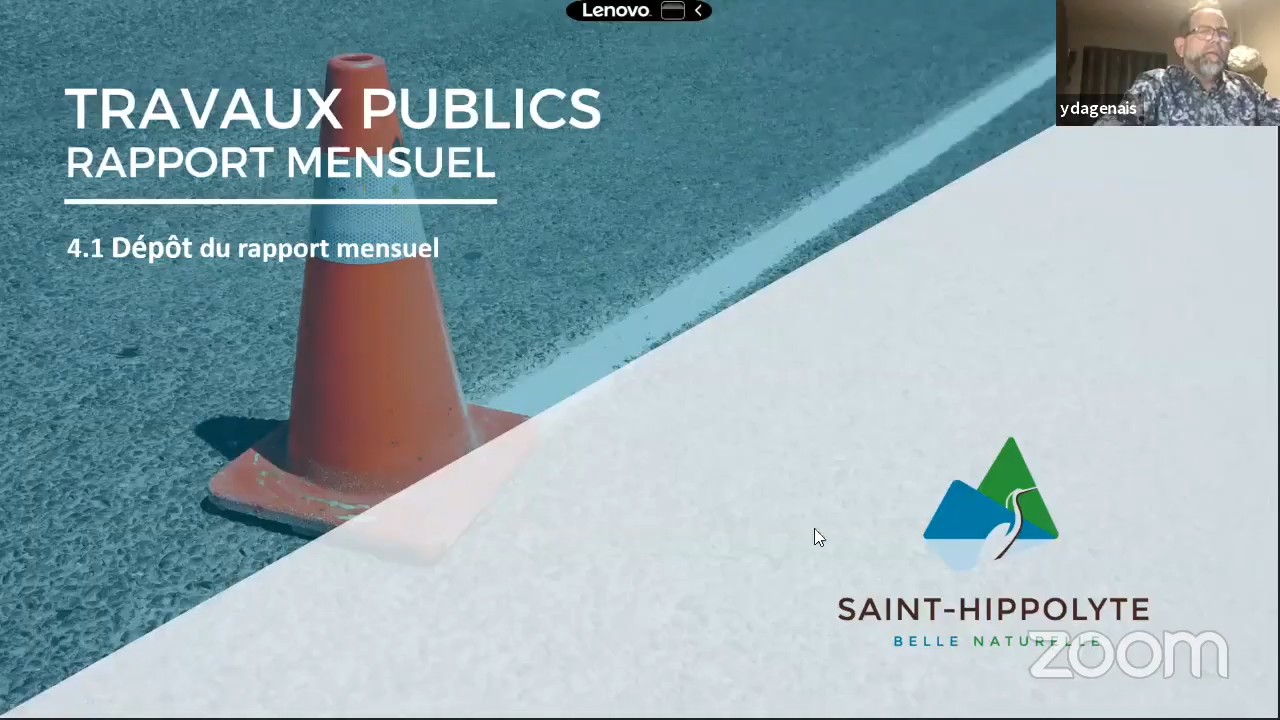 Lenovo
TRAVAUX PUBLICS
RAPPORT MENSUEL
4.1 Dépôt du rapport mensuel
ydagenais
SAINT-HIPPOLYTE
BELLE NATURELLE
zoom